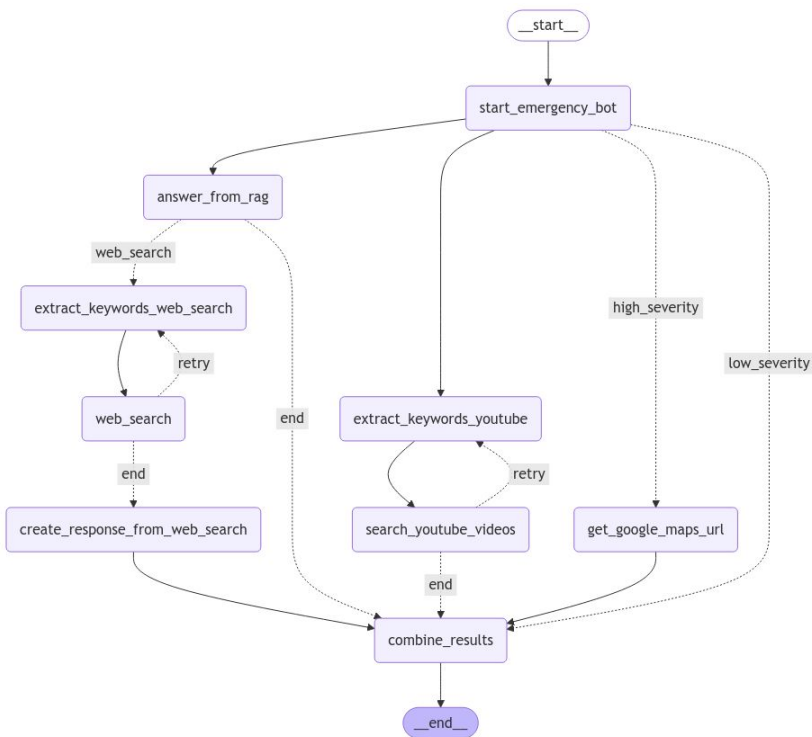 __start__
start_emergency_bot
answer_from_rag
web_search
extract_keywords_web_search
high_severity
retry
low_severity
web_search
end
extract_keywords_youtube
end
retry
create_response_from_web_search
search_youtube_videos
get_google_maps_url
end
combine_results
__end__